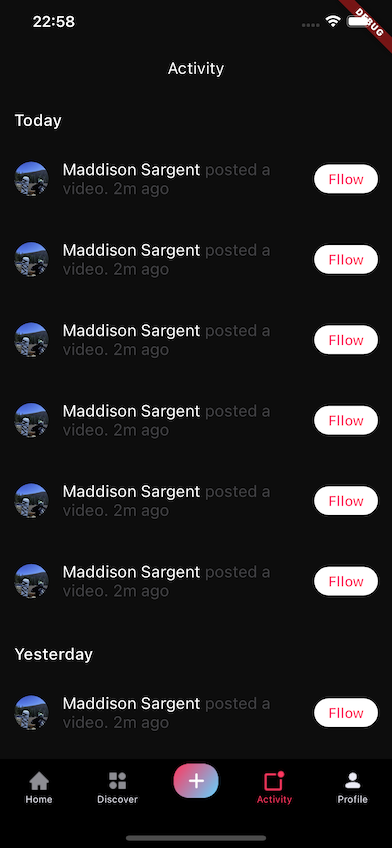 22:58
DEBUG
Activity
Today
Maddison Sargent posted a
video. 2m ago
Fllow
Maddison Sargent posted a
video. 2m ago
Fllow
Maddison Sargent posted a
video. 2m ago
Fllow
Maddison Sargent posted a
video. 2m ago
Fllow
Maddison Sargent posted a
video. 2m ago
Fllow
Maddison Sargent posted a
video. 2m ago
Fllow
Yesterday
Maddison Sargent posted a
video. 2m ago
Fllow
Home
Discover
Activity
Profile